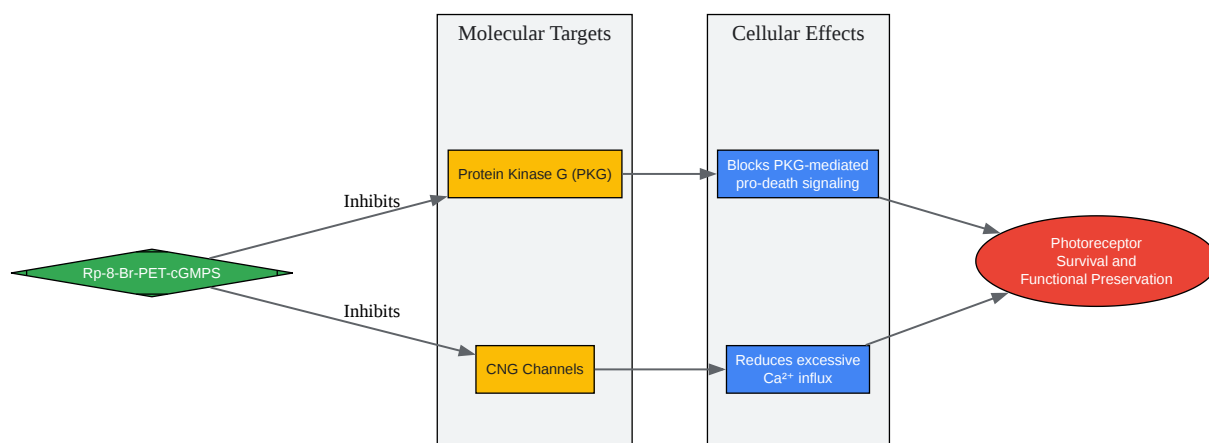 Molecular Targets
Cellular Effects
Protein Kinase G (PKG)
Blocks PKG-mediated
pro-death signaling
Inhibits
Rp-8-Br-PET-cGMPS
Photoreceptor
Survival and
Functional Preservation
Inhibits
CNG Channels
Reduces excessive
Ca²⁺ influx